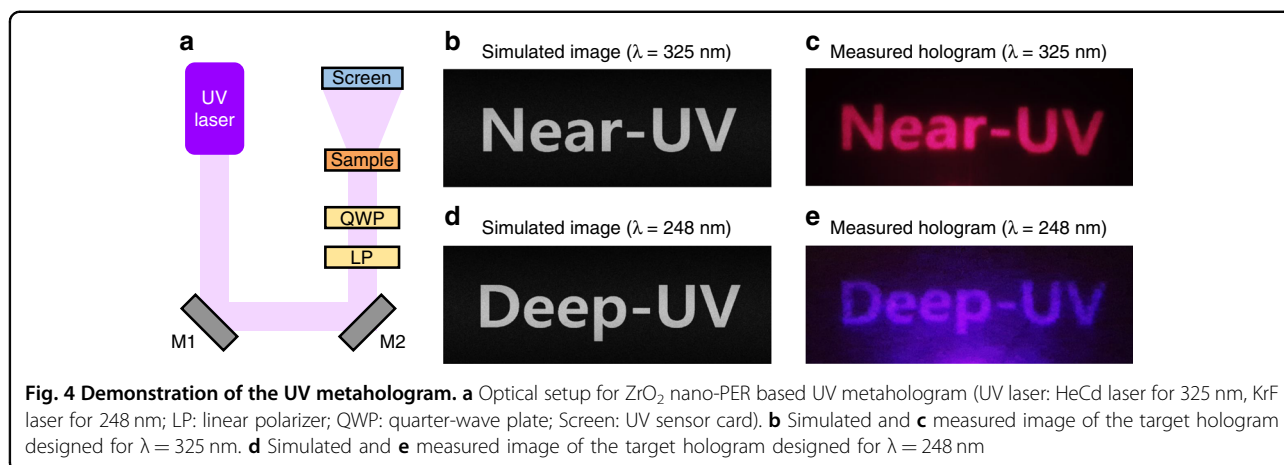 a
UV
laser
Screen
Sample
QWP
LP
M1
M2
b
Simulated image (λ = 325 nm)
Near-UV
c
Measured hologram (λ = 325 nm)
Near-UV
d
Simulated image (λ = 248 nm)
Deep-UV
e
Measured hologram (λ = 248 nm)
Deep-UV
Fig. 4 Demonstration of the UV metahologram. a Optical setup for ZrO₂ nano-PER based UV metahologram (UV laser: HeCd laser for 325 nm, KrF
laser for 248 nm; LP: linear polarizer; QWP: quarter-wave plate; Screen: UV sensor card). b Simulated and c measured image of the target hologram
designed for λ = 325 nm. d Simulated and e measured image of the target hologram designed for λ = 248 nm